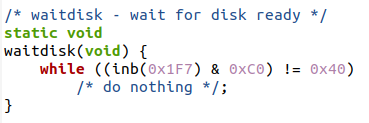 /* waitdisk - wait for disk ready */
static void
waitdisk(void) {
    while ((inb(0x1F7) & 0xC0) != 0x40)
        /* do nothing */;
}